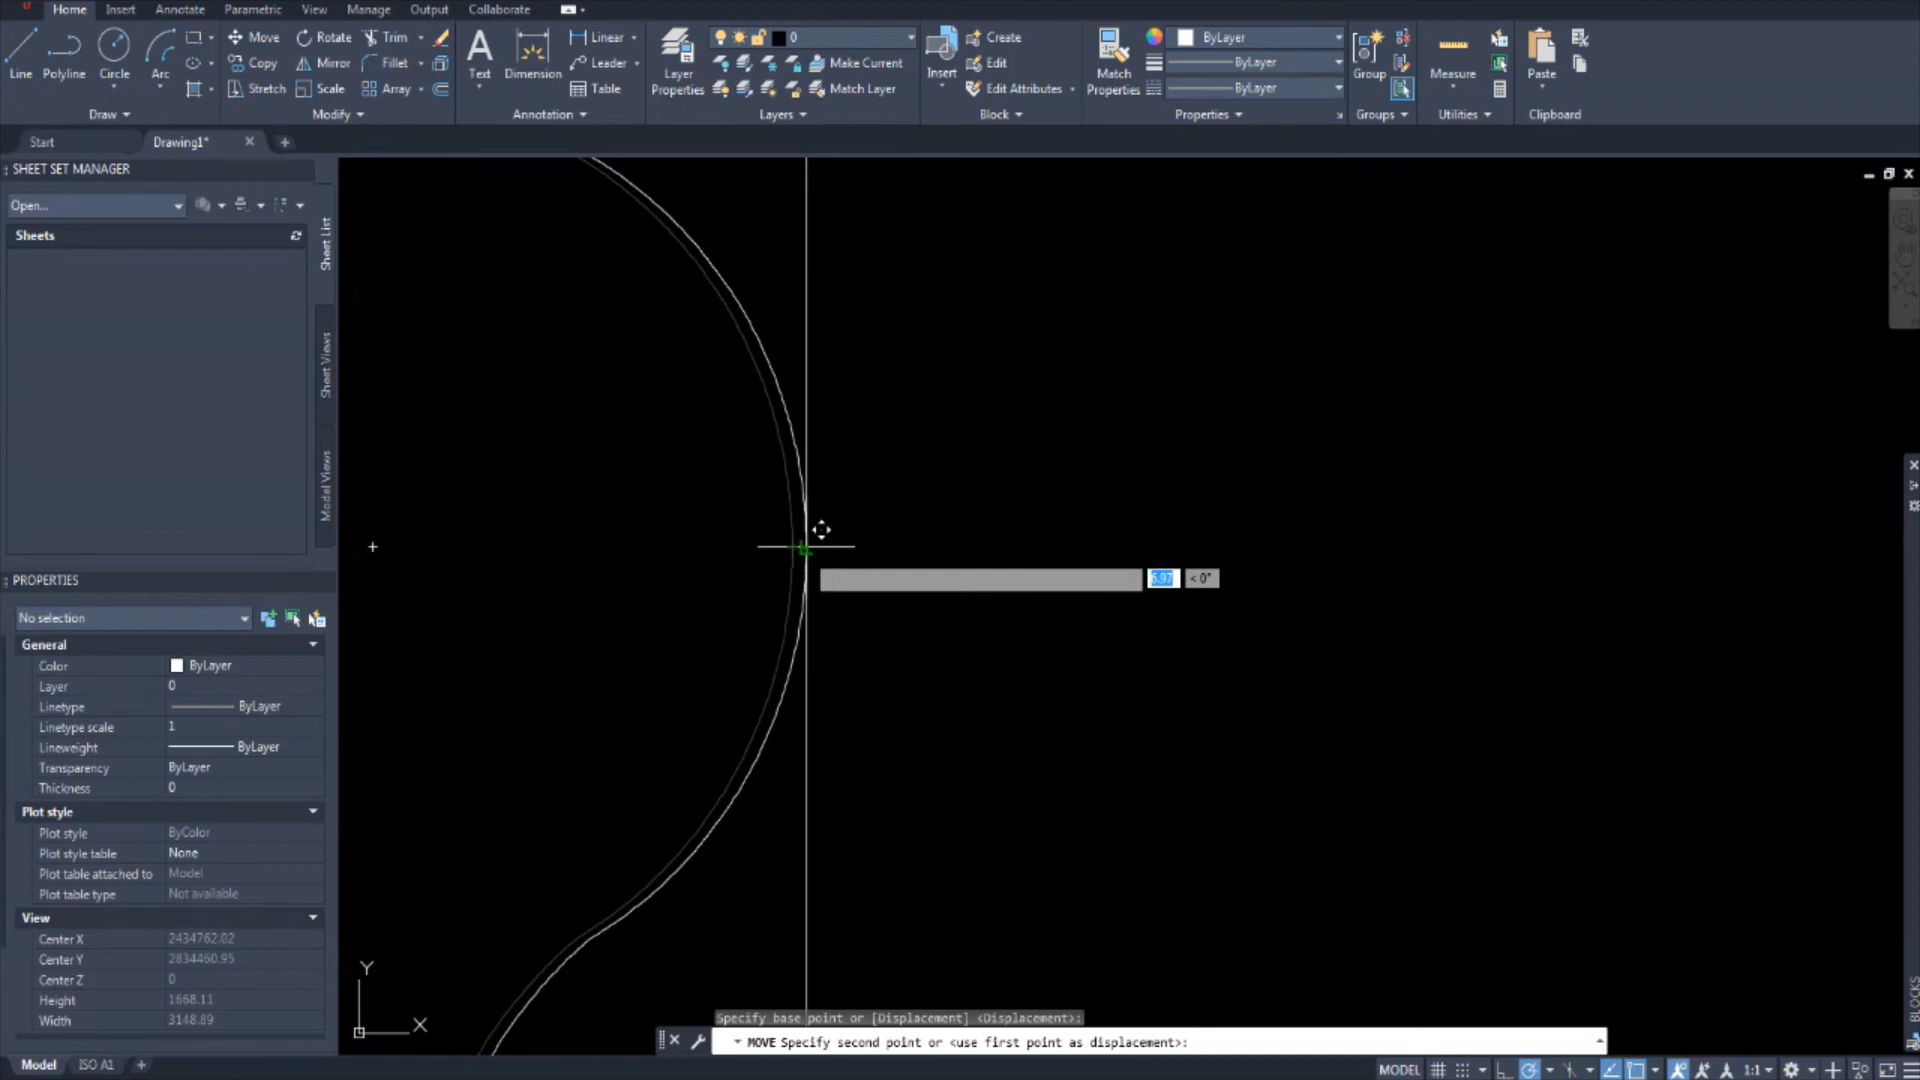 Home Insert Annotate Parametric View Manage Output Collaborate
Line Polyline Circle Arc
Move Rotate Trim
Copy Mirror Fillet
Stretch Scale Array
Text Dimension
Linear
Leader
Table
Layer Properties
0
Make Current
Match Layer
Insert
Create
Edit
Edit Attributes
Match Properties
ByLayer
ByLayer
ByLayer
Group
Measure
Paste
Draw Modify Annotation Layers Block Properties Groups Utilities Clipboard
Start Drawing1*
SHEET SET MANAGER
Open...
Sheets
Sheet List
Sheet Views
Model Views
PROPERTIES
No selection
General
Color ByLayer
Layer 0
Linetype ByLayer
Linetype scale 1
Lineweight ByLayer
Transparency ByLayer
Thickness 0
Plot style
Plot style ByColor
Plot style table None
Plot table attached to Model
Plot table type Not available
View
Center X 2434762.02
Center Y 2834460.95
Center Z 0
Height 1668.11
Width 3148.89
< 0°
Y
X
BLOCKS
Specify base point or [Displacement] <Displacement>:
MOVE Specify second point or <use first point as displacement>:
Model ISO A1
MODEL 1:1